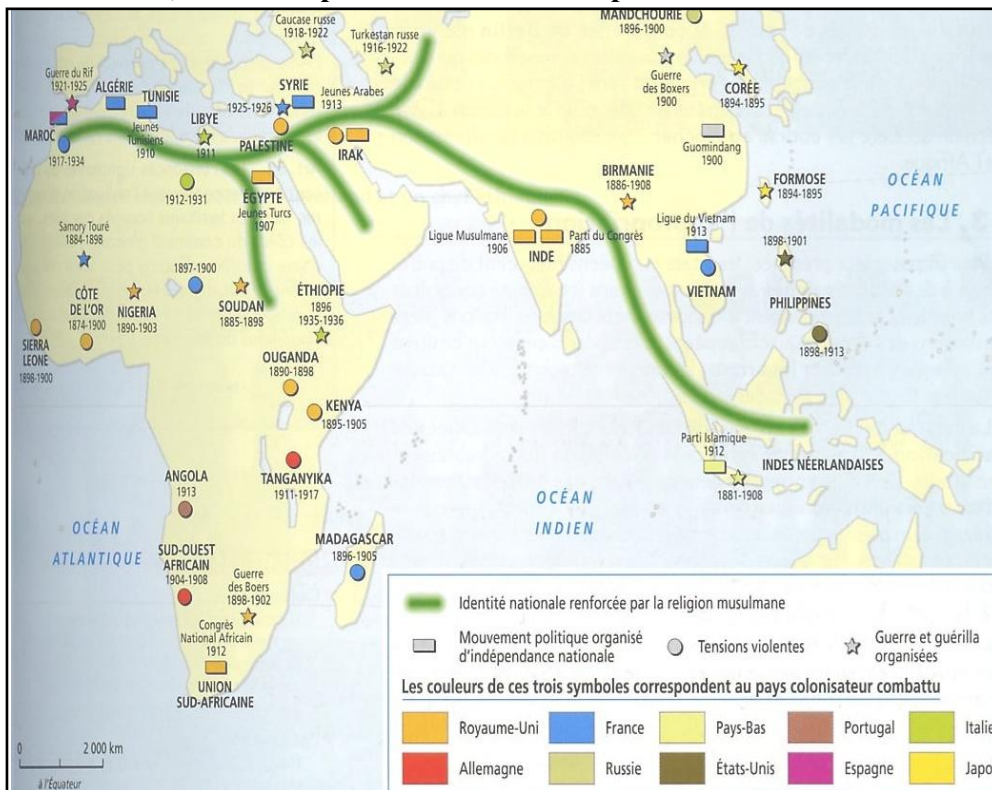 MANDCHOURIE
1896-1900
Caucase russe
1918-1922
Turkestan russe
1916-1922
Guerre du Rif
1921-1925
ALGÉRIE
TUNISIE
Jeunes
Tunisiens
1910
MAROC
1917-1934
LIBYE
1911
1912-1931
SYRIE
1925-1926
Jeunes Arabes
1913
PALESTINE
IRAK
ÉGYPTE
Jeunes Turcs
1907
Guerre
des Boxers
1900
CORÉE
1894-1895
Guomindang
1900
FORMOSE
1894-1895
OCÉAN
PACIFIQUE
BIRMANIE
1886-1908
Ligue Musulmane
1906
Parti du Congrès
1885
INDE
Ligue du Vietnam
1913
VIETNAM
1898-1901
PHILIPPINES
1898-1913
Samory Touré
1884-1898
1897-1900
CÔTE
DE L'OR
1874-1900
NIGERIA
1890-1903
SOUDAN
1885-1898
ÉTHIOPIE
1896
1935-1936
SIERRA
LEONE
1898-1900
OUGANDA
1890-1898
KENYA
1895-1905
TANGANYIKA
1911-1917
Parti Islamique
1912
INDES NÉERLANDAISES
1881-1908
ANGOLA
1913
OCÉAN
ATLANTIQUE
OCÉAN
INDIEN
SUD-OUEST
AFRICAIN
1904-1908
MADAGASCAR
1896-1905
Guerre
des Boers
1898-1902
Congrès
National Africain
1912
UNION
SUD-AFRICAINE
0 2 000 km
à l'Équateur
Identité nationale renforcée par la religion musulmane
Mouvement politique organisé
d'indépendance nationale
Tensions violentes
Guerre et guérilla
organisées
Les couleurs de ces trois symboles correspondent au pays colonisateur combattu
Royaume-Uni
France
Pays-Bas
Portugal
Italie
Allemagne
Russie
États-Unis
Espagne
Japo